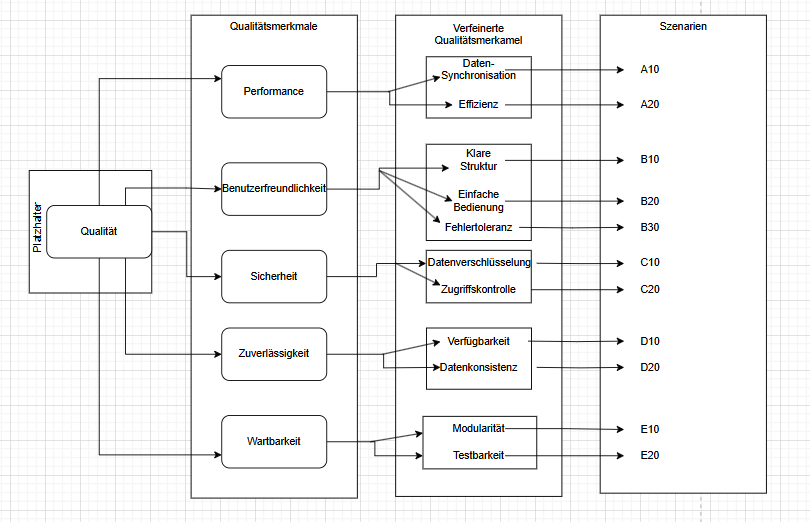 Qualitätsmerkmale
Verfeinerte
Qualitätsmerkamel
Szenarien
Platzhalter
Qualität
Performance
Daten-
Synchronisation
A10
Effizienz
A20
Benutzerfreundlichkeit
Klare
Struktur
B10
Einfache
Bedienung
B20
Fehlertoleranz
B30
Sicherheit
Datenverschlüsselung
C10
Zugriffskontrolle
C20
Zuverlässigkeit
Verfügbarkeit
D10
Datenkonsistenz
D20
Wartbarkeit
Modularität
E10
Testbarkeit
E20